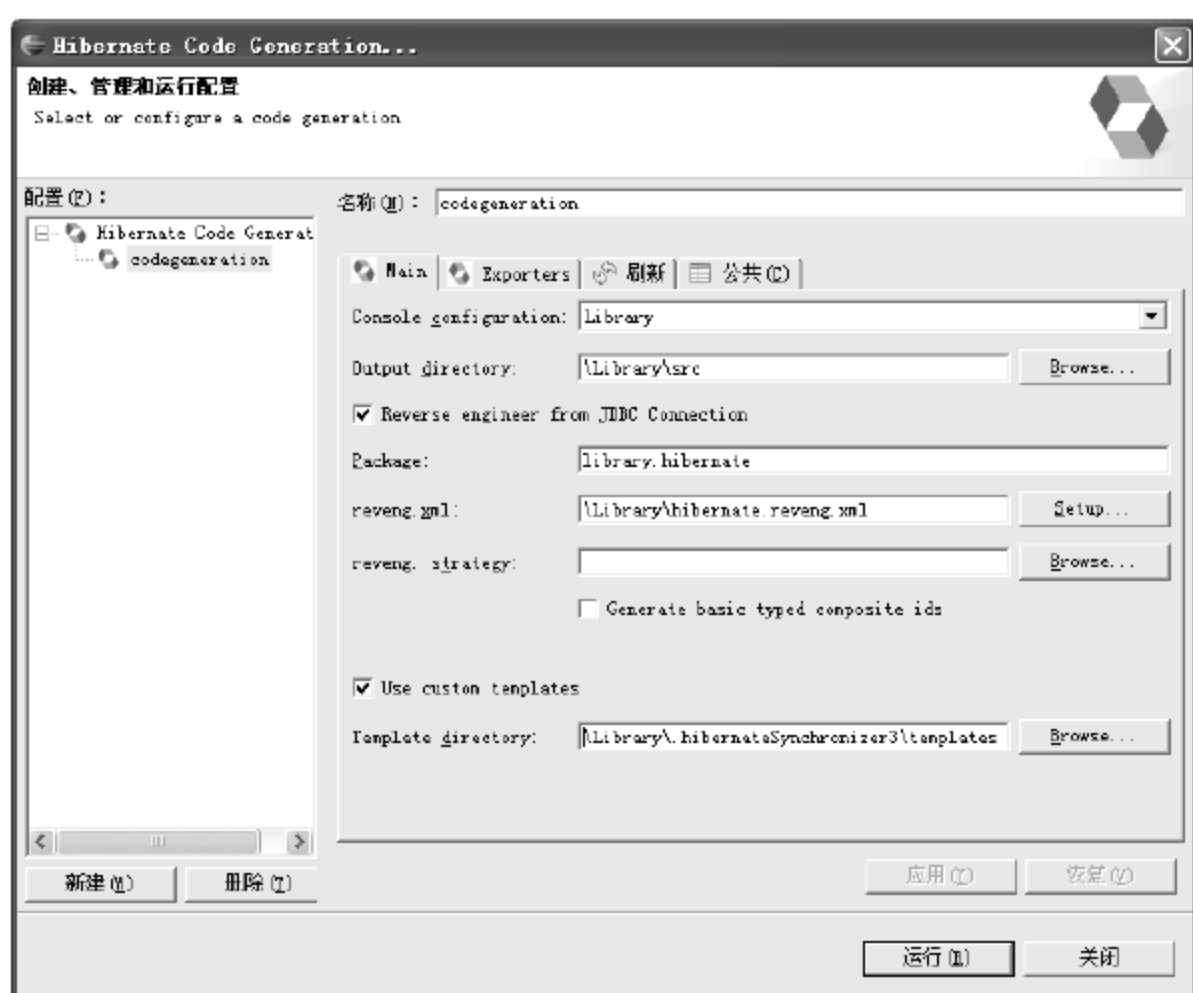 Hibernate Code Generation...
创建、管理和运行配置
Select or configure a code generation
配置(P):
Hibernate Code Generat
codegeneration
名称(N): codegeneration
Main Exporters 刷新 公共(C)
Console configuration: Library
Output directory: \Library\src Browse...
Reverse engineer from JDBC Connection
Package: library.hibernate
reveng.xml: \Library\hibernate.reveng.xml Setup...
reveng. strategy: Browse...
Generate basic typed composite ids
Use custom templates
Template directory: \Library\.hibernateSynchronizer3\templates Browse...
新建(W) 删除(T)
应用(Y) 恢复(V)
运行(R) 关闭